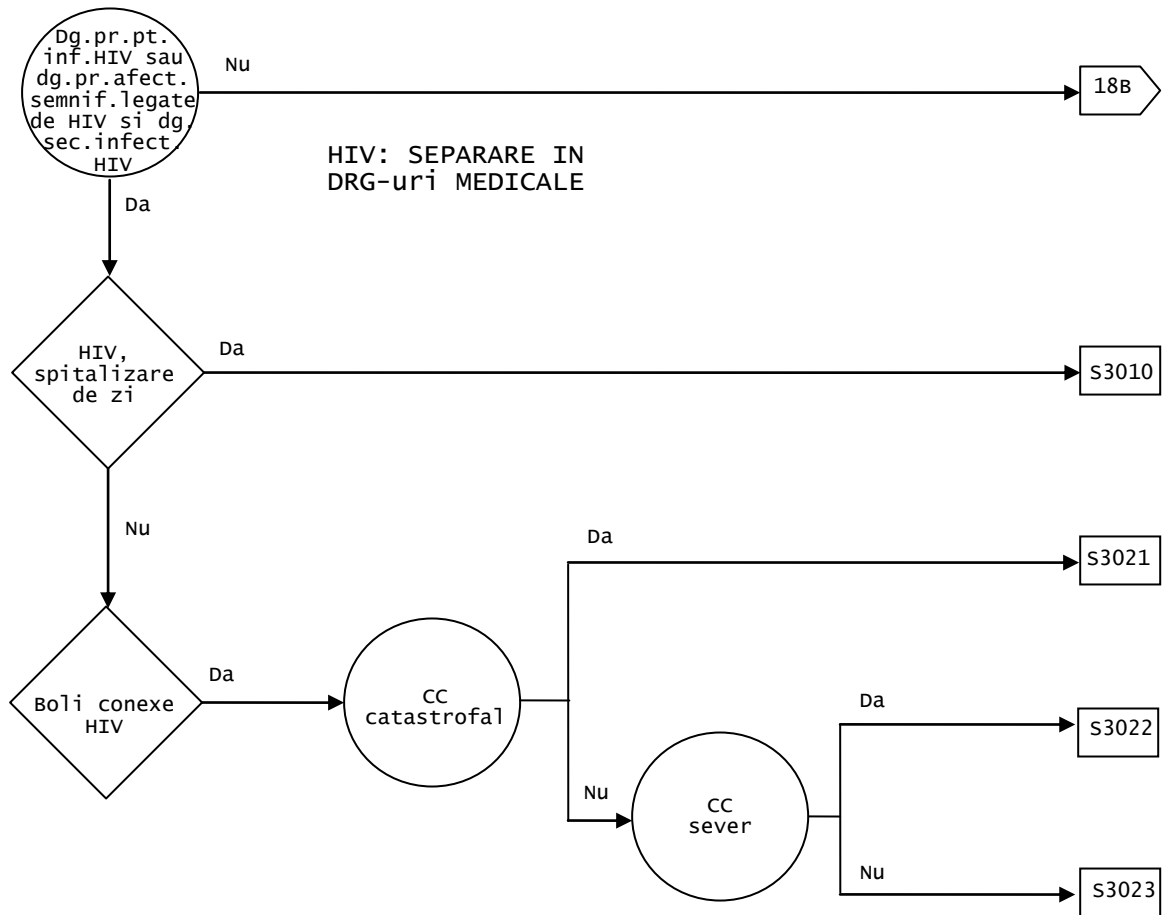 Dg.pr.pt.
inf.HIV sau
dg.pr.afect.
semnif.legate
de HIV si dg.
sec.infect.
HIV
Nu
18B
HIV: SEPARARE IN
DRG-uri MEDICALE
Da
HIV,
spitalizare
de zi
Da
S3010
Nu
Da
S3021
Boli conexe
HIV
Da
CC
catastrofal
Da
S3022
Nu
CC
sever
Nu
S3023